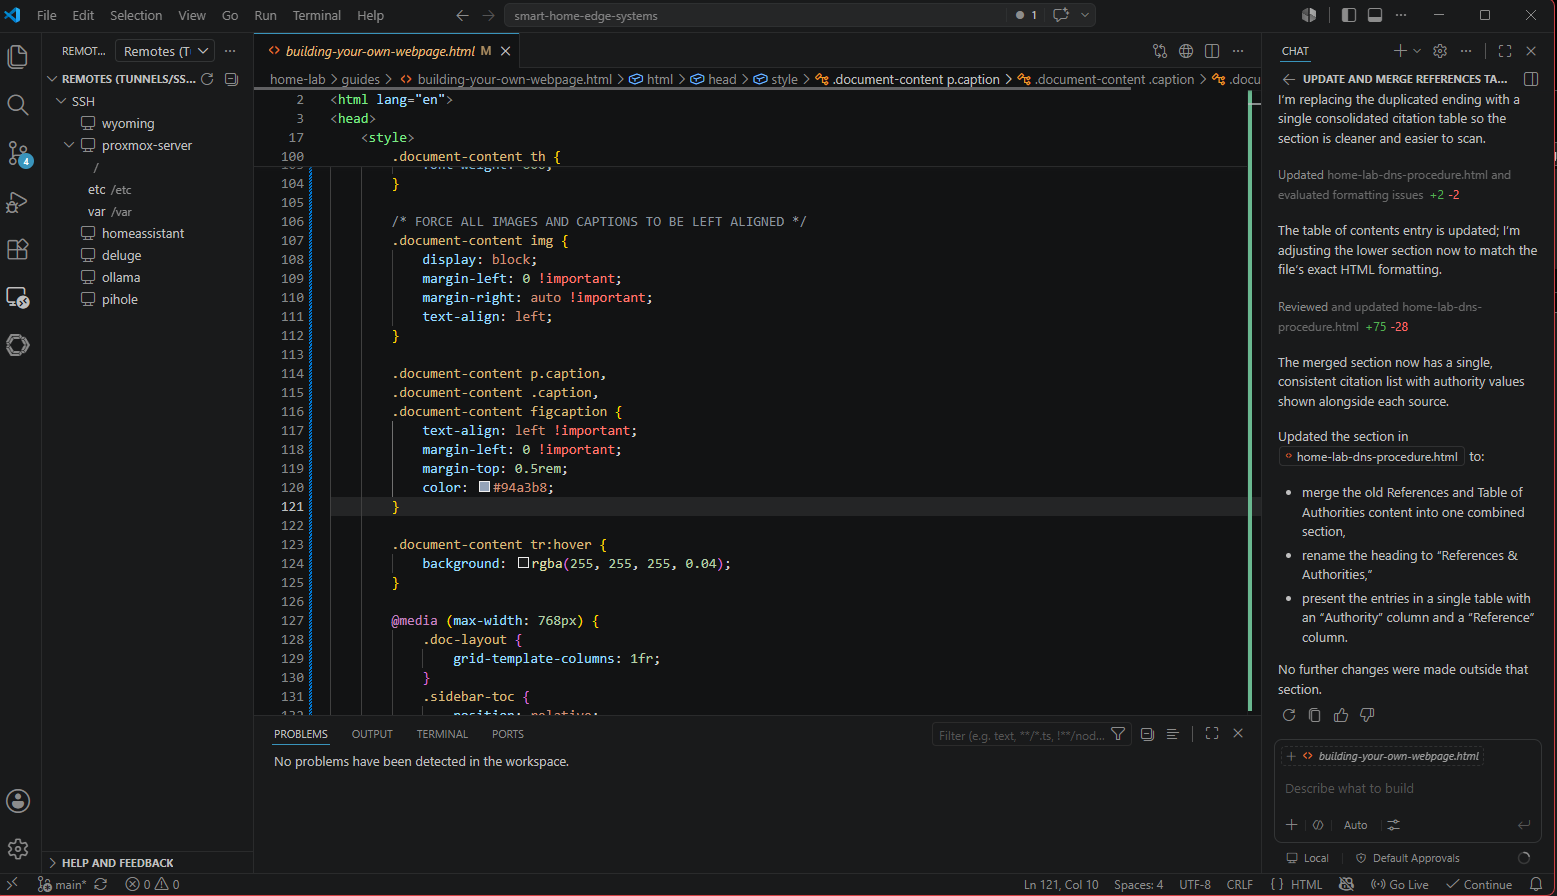 File Edit Selection View Go Run Terminal Help
smart-home-edge-systems
1
REMOT...
Remotes (T
REMOTES (TUNNELS/SS...
SSH
wyoming
proxmox-server
/
etc /etc
var /var
homeassistant
deluge
ollama
pihole
HELP AND FEEDBACK
4
building-your-own-webpage.html M
home-lab > guides > building-your-own-webpage.html > html > head > style > .document-content p.caption > .document-content .caption > .docu
2 <html lang="en">
3 <head>
17 <style>
100 .document-content th {
104 }
105
106 /* FORCE ALL IMAGES AND CAPTIONS TO BE LEFT ALIGNED */
107 .document-content img {
108 display: block;
109 margin-left: 0 !important;
110 margin-right: auto !important;
111 text-align: left;
112 }
113
114 .document-content p.caption,
115 .document-content .caption,
116 .document-content figcaption {
117 text-align: left !important;
118 margin-left: 0 !important;
119 margin-top: 0.5rem;
120 color: #94a3b8;
121 }
122
123 .document-content tr:hover {
124 background: rgba(255, 255, 255, 0.04);
125 }
126
127 @media (max-width: 768px) {
128 .doc-layout {
129 grid-template-columns: 1fr;
130 }
131 .sidebar-toc {
PROBLEMS OUTPUT TERMINAL PORTS
Filter (e.g. text, **/*.ts, !**/nod...
No problems have been detected in the workspace.
CHAT
UPDATE AND MERGE REFERENCES TA...
I'm replacing the duplicated ending with a
single consolidated citation table so the
section is cleaner and easier to scan.
Updated home-lab-dns-procedure.html and
evaluated formatting issues +2 -2
The table of contents entry is updated; I'm
adjusting the lower section now to match the
file's exact HTML formatting.
Reviewed and updated home-lab-dns-
procedure.html +75 -28
The merged section now has a single,
consistent citation list with authority values
shown alongside each source.
Updated the section in
home-lab-dns-procedure.html to:
• merge the old References and Table of
Authorities content into one combined
section,
• rename the heading to “References &
Authorities,”
• present the entries in a single table with
an “Authority” column and a “Reference”
column.
No further changes were made outside that
section.
building-your-own-webpage.html
Describe what to build
Auto
Local
Default Approvals
main* 0 0
Ln 121, Col 10 Spaces: 4 UTF-8 CRLF {} HTML Go Live Continue